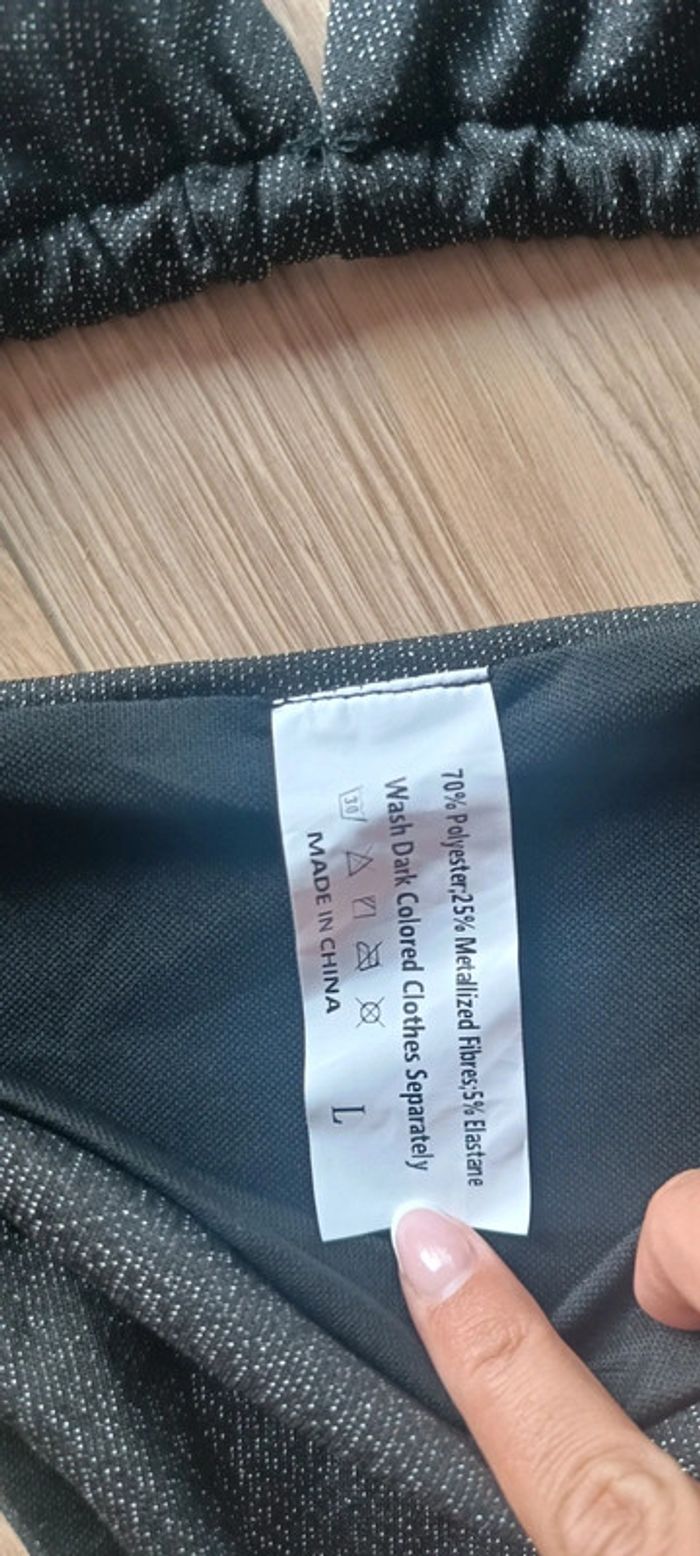 70% Polyester;25% Metallized Fibres;5% Elastane
Wash Dark Colored Clothes Separately
30
MADE IN CHINA
L